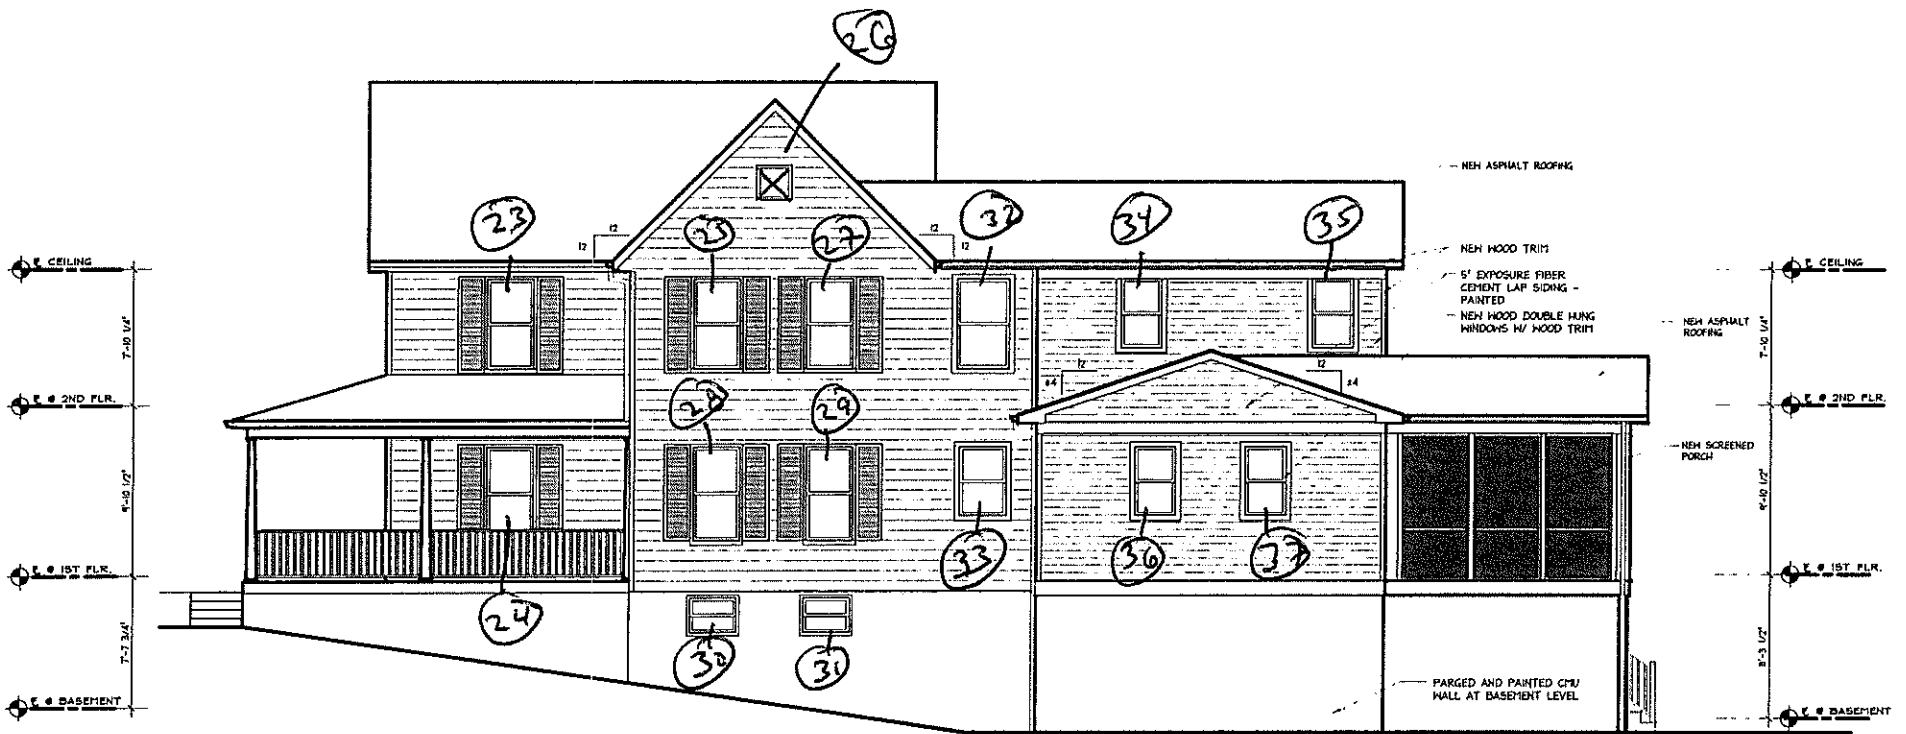 26
NEW ASPHALT ROOFING
23
25
27
32
34
35
12
12
12
12
NEW WOOD TRIM
5" EXPOSURE FIBER
CEMENT LAP SIDING -
PAINTED
NEW WOOD DOUBLE HUNG
WINDOWS W/ WOOD TRIM
E CEILING
E CEILING
NEW ASPHALT
ROOFING
7'-10 1/4"
7'-10 1/4"
12
12
±4
±4
28
29
E @ 2ND FLR.
E @ 2ND FLR.
NEW SCREENED
PORCH
9'-10 1/2"
9'-10 1/2"
33
36
37
E @ 1ST FLR.
E @ 1ST FLR.
24
30
31
7'-7 3/4"
8'-3 1/2"
PARGED AND PAINTED CMU
WALL AT BASEMENT LEVEL
E @ BASEMENT
E @ BASEMENT